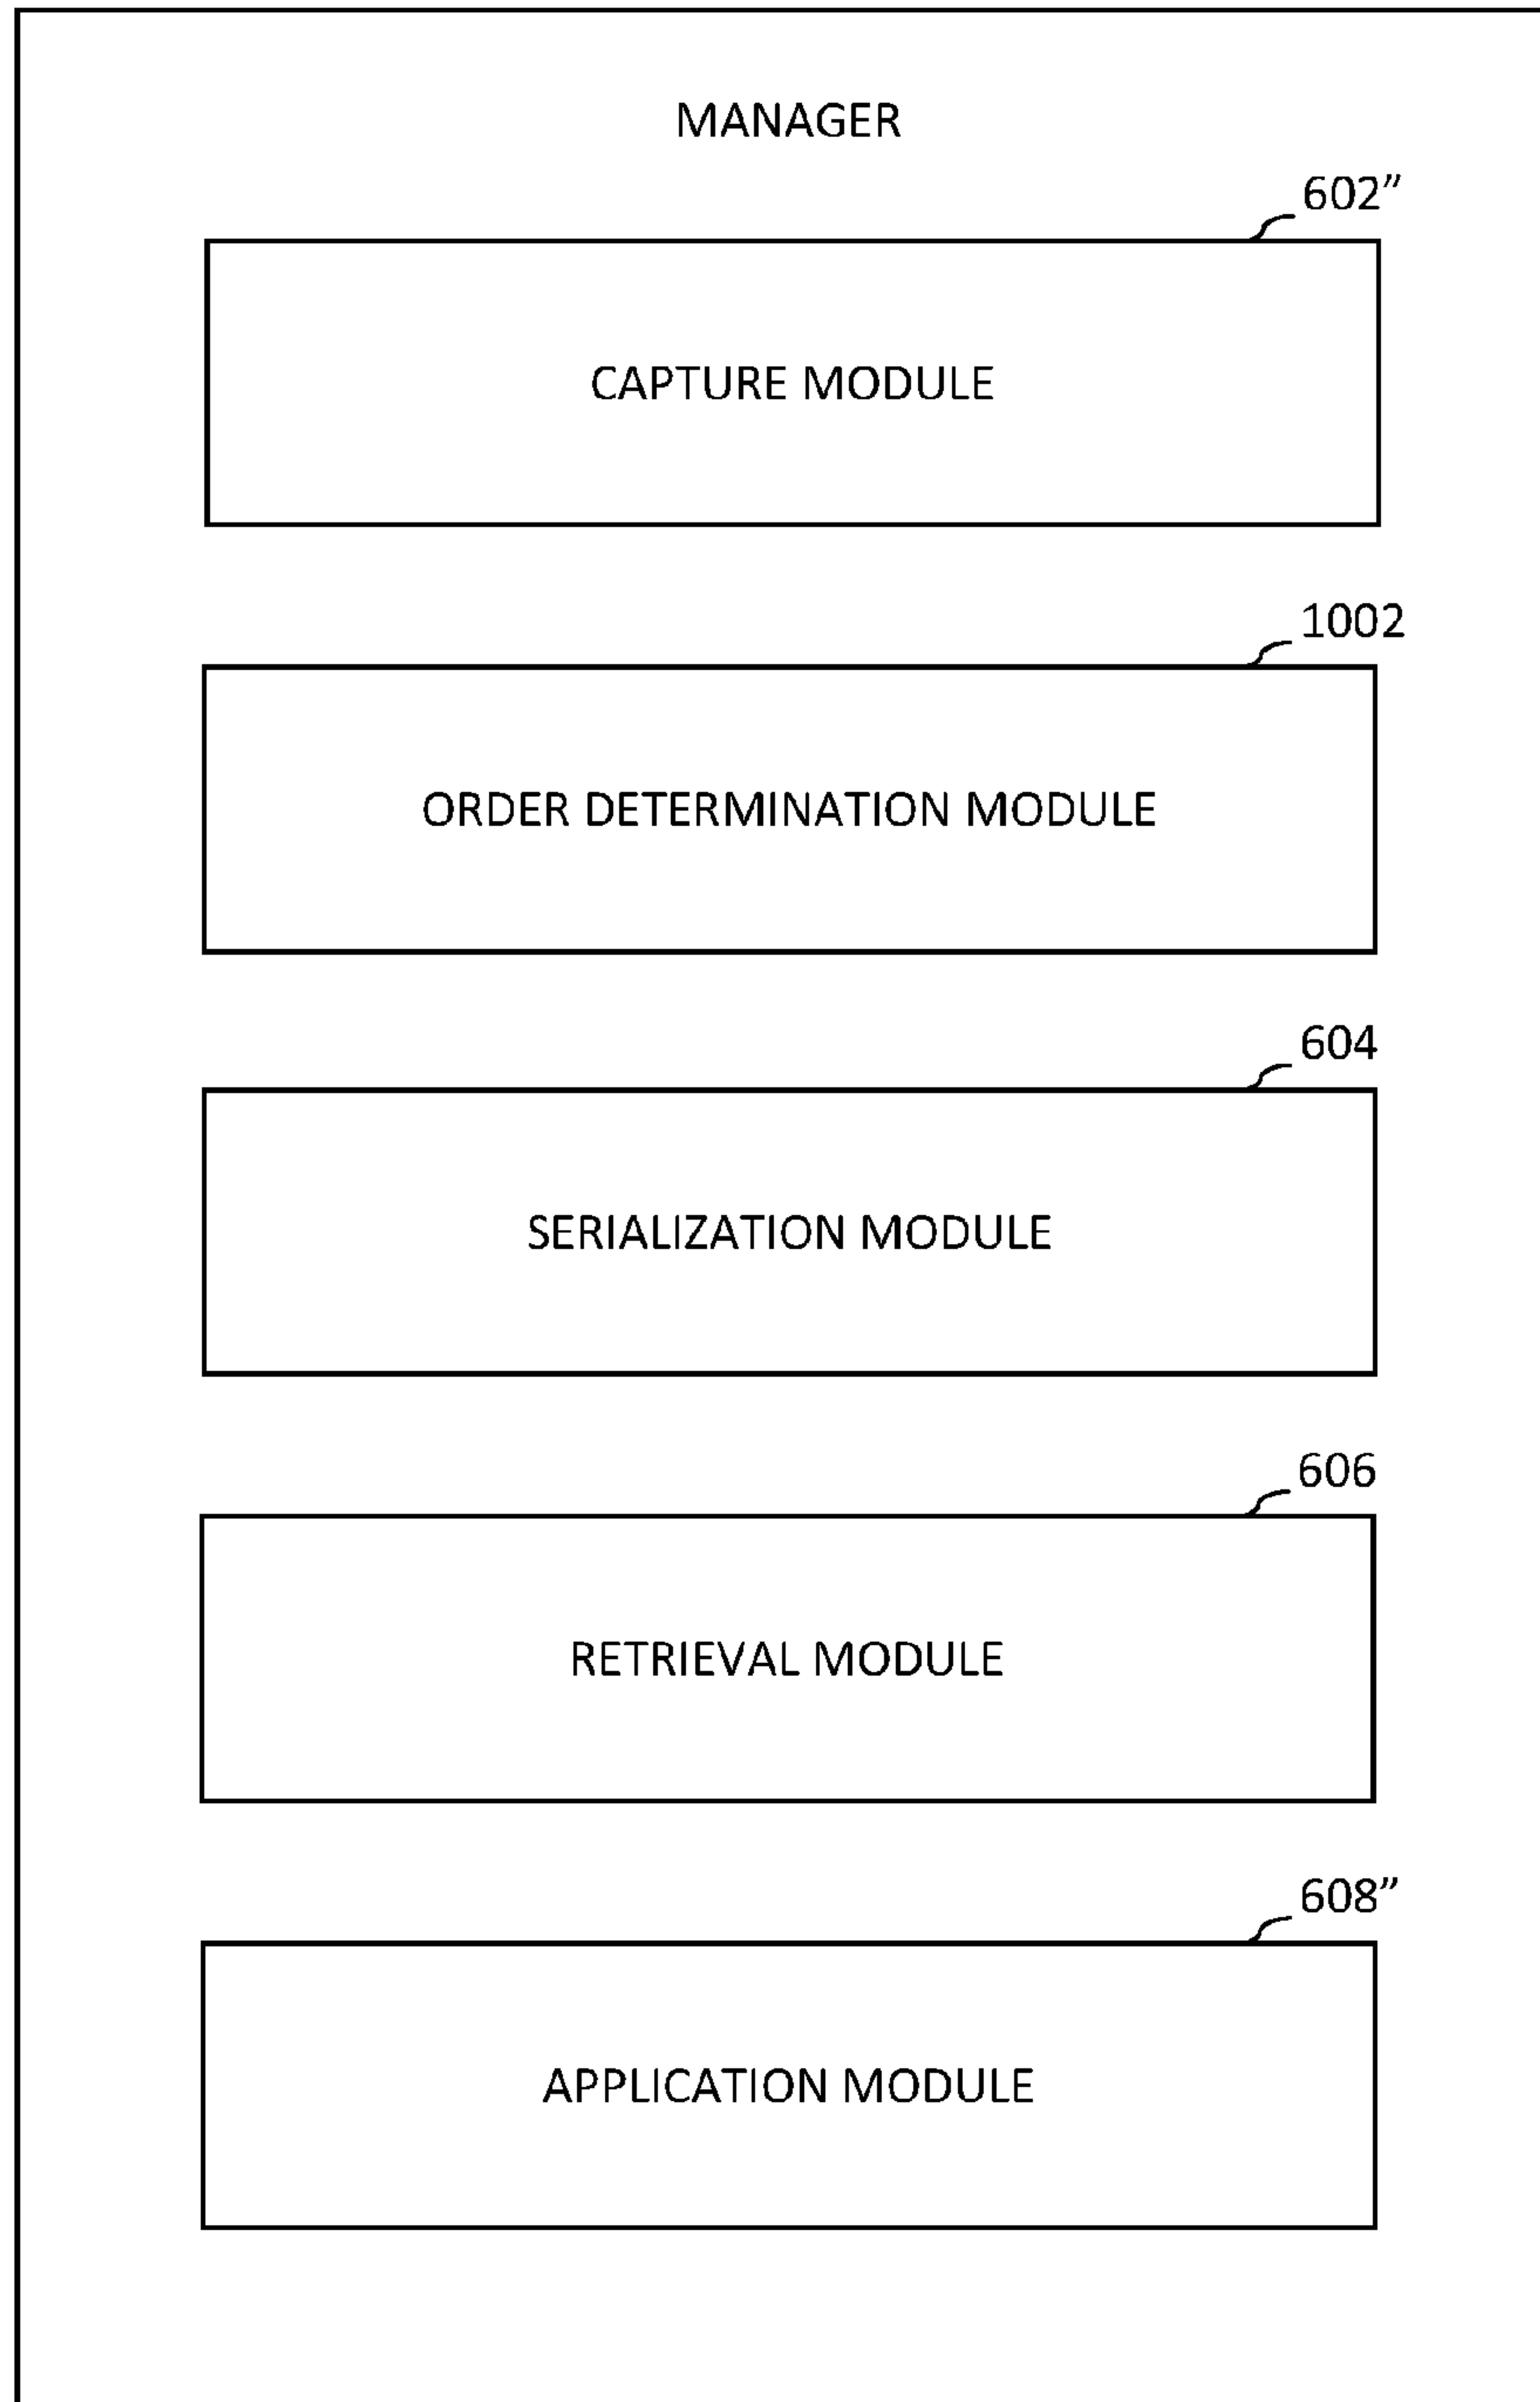 MANAGER
602”
CAPTURE MODULE
1002
ORDER DETERMINATION MODULE
604
SERIALIZATION MODULE
606
RETRIEVAL MODULE
608”
APPLICATION MODULE